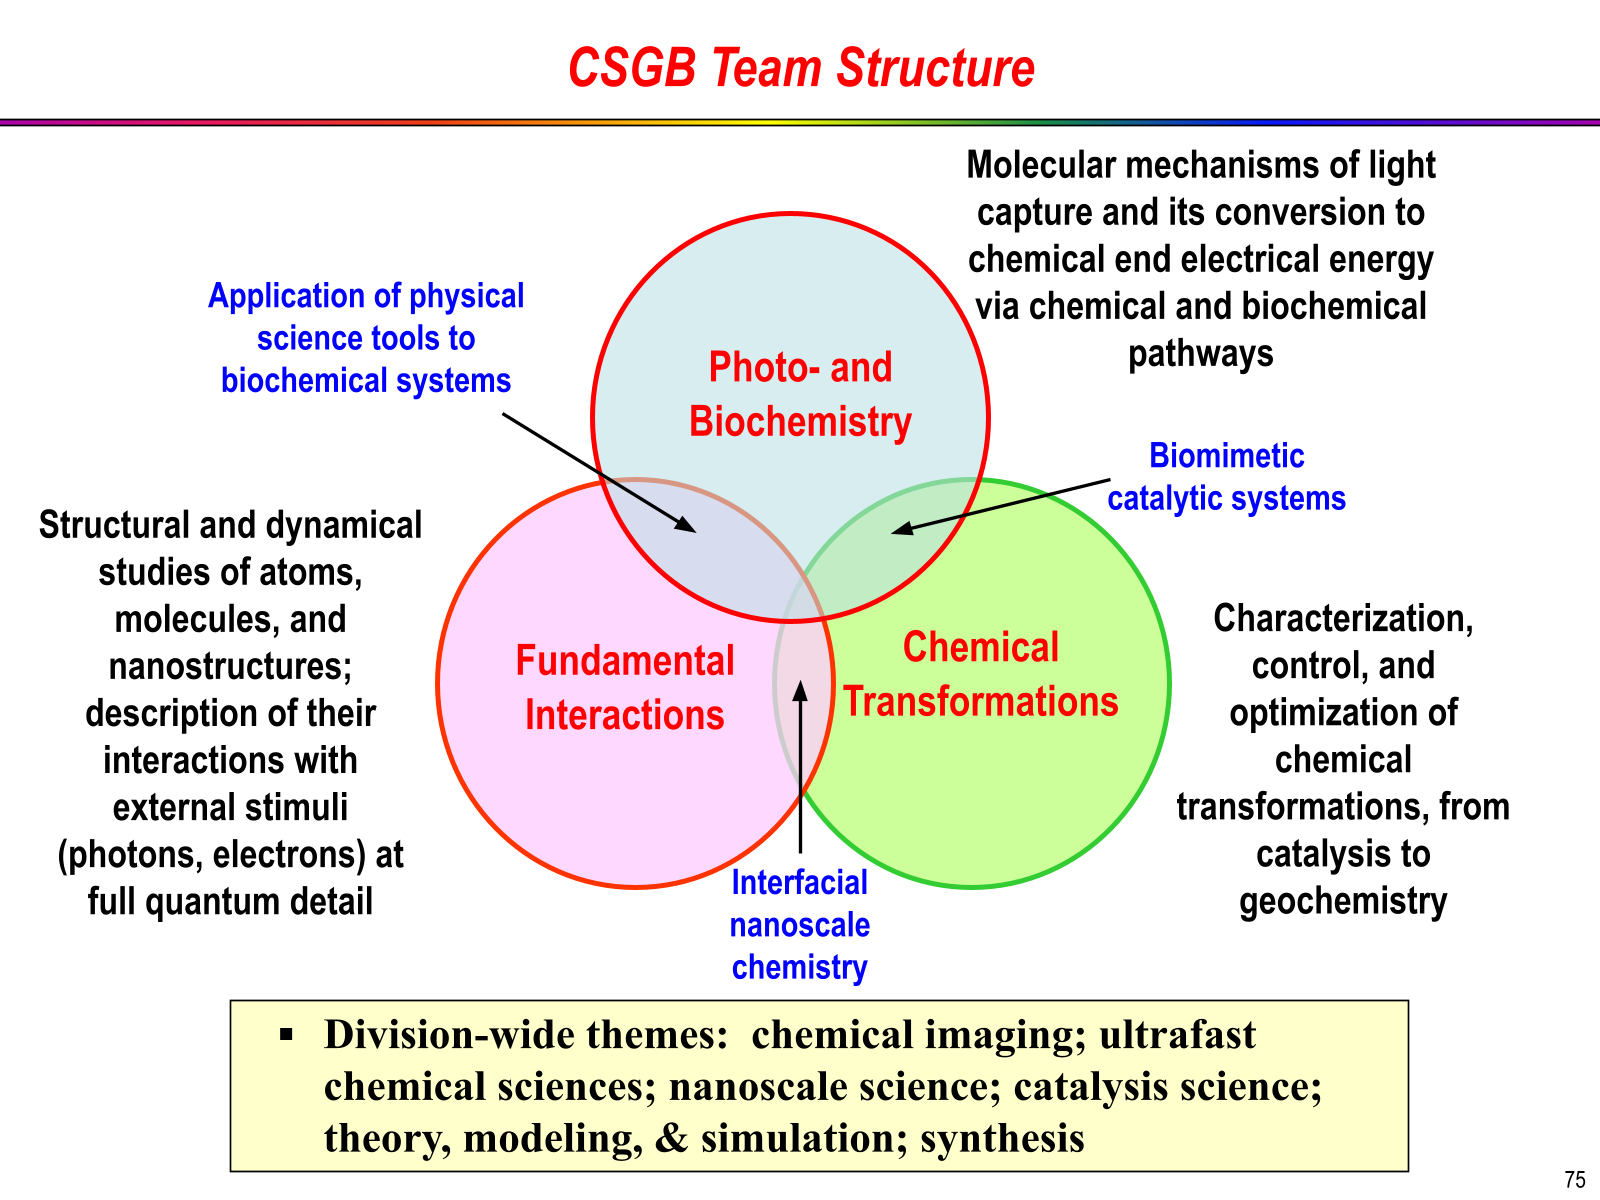 CSGB Team Structure
Molecular mechanisms of light
capture and its conversion to
chemical end electrical energy
via chemical and biochemical
pathways
Application of physical
science tools to
biochemical systems
Photo- and
Biochemistry
Biomimetic
catalytic systems
Structural and dynamical
studies of atoms,
molecules, and
nanostructures;
description of their
interactions with
external stimuli
(photons, electrons) at
full quantum detail
Fundamental
Interactions
Chemical
Transformations
Characterization,
control, and
optimization of
chemical
transformations, from
catalysis to
geochemistry
Interfacial
nanoscale
chemistry
▪ Division-wide themes:  chemical imaging; ultrafast
chemical sciences; nanoscale science; catalysis science;
theory, modeling, & simulation; synthesis
75